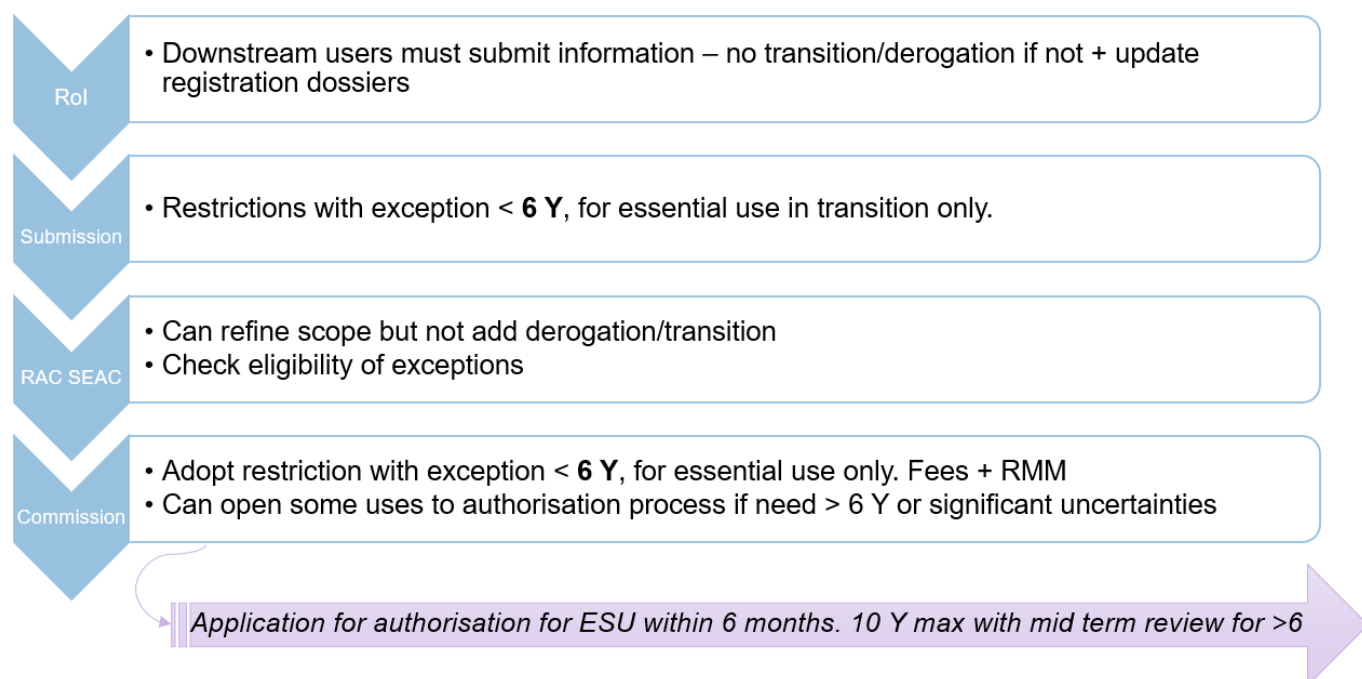 RoI
• Downstream users must submit information – no transition/derogation if not + update
registration dossiers
Submission
• Restrictions with exception < 6 Y, for essential use in transition only.
RAC SEAC
• Can refine scope but not add derogation/transition
• Check eligibility of exceptions
Commission
• Adopt restriction with exception < 6 Y, for essential use only. Fees + RMM
• Can open some uses to authorisation process if need > 6 Y or significant uncertainties
Application for authorisation for ESU within 6 months. 10 Y max with mid term review for >6